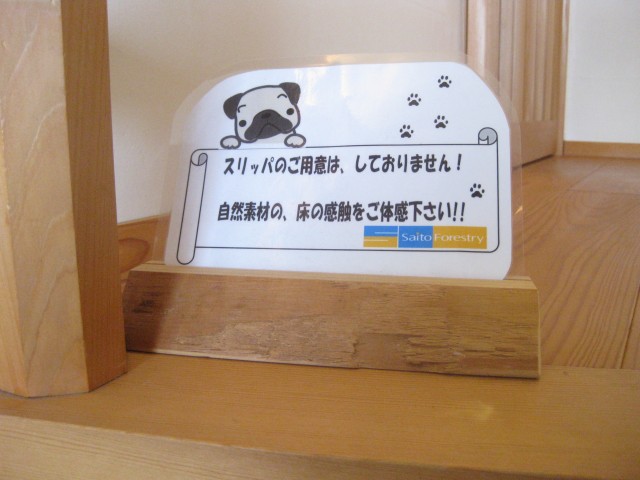 スリッパのご用意は、しておりません!
自然素材の、床の感触をご体感下さい!!
Saito Forestry